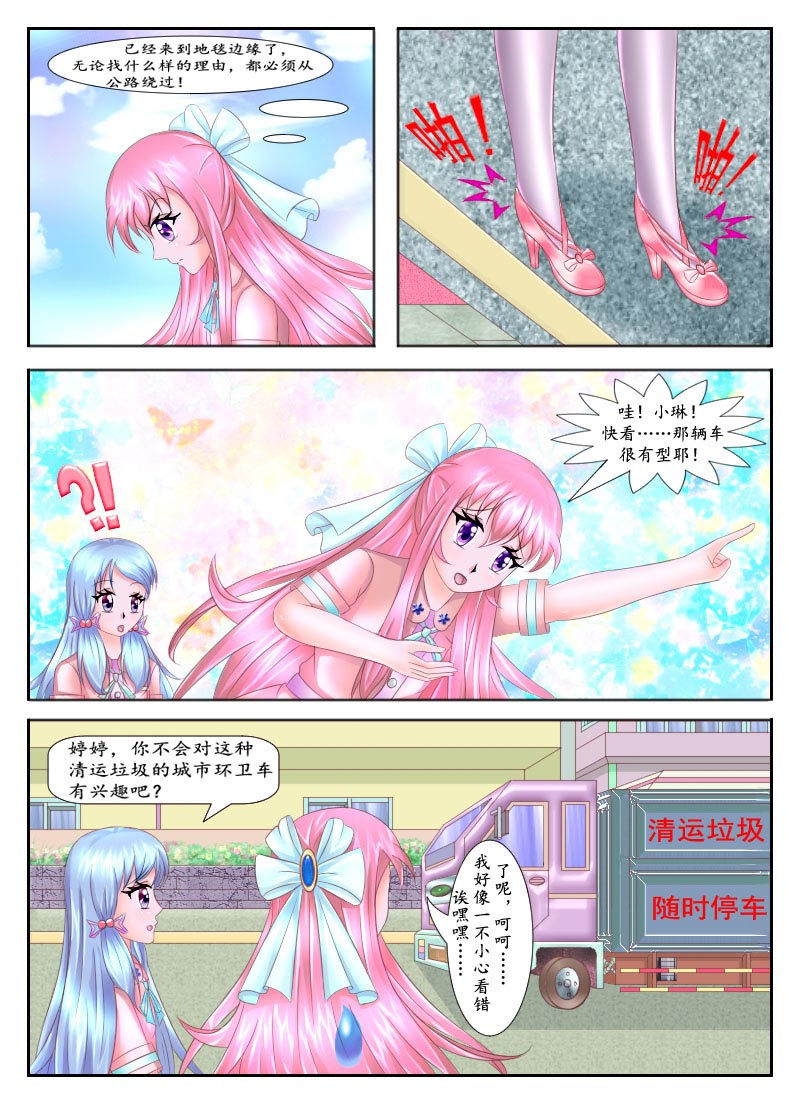 已经来到地毯边缘了，
无论找什么样的理由，都必须从
公路绕过！
啪！
啪！
哇！小琳！
快看……那辆车
很有型耶！
?!!
婷婷，你不会对这种
清运垃圾的城市环卫车
有兴趣吧？
诶嘿嘿……
我好像一不小心看错
了呢，呵呵……
清运垃圾
随时停车